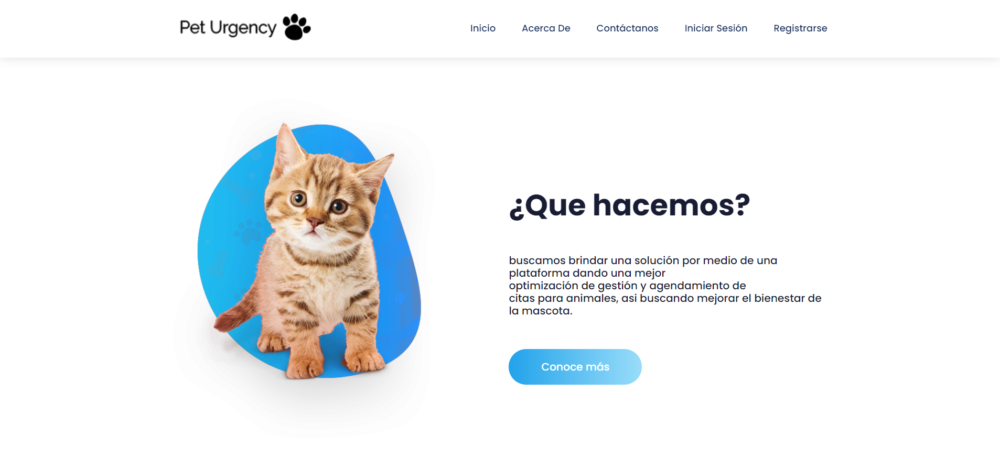 Pet Urgency
Inicio Acerca De Contáctanos Iniciar Sesión Registrarse
¿Que hacemos?
buscamos brindar una solución por medio de una
plataforma dando una mejor
optimización de gestión y agendamiento de
citas para animales, asi buscando mejorar el bienestar de
la mascota.
Conoce más